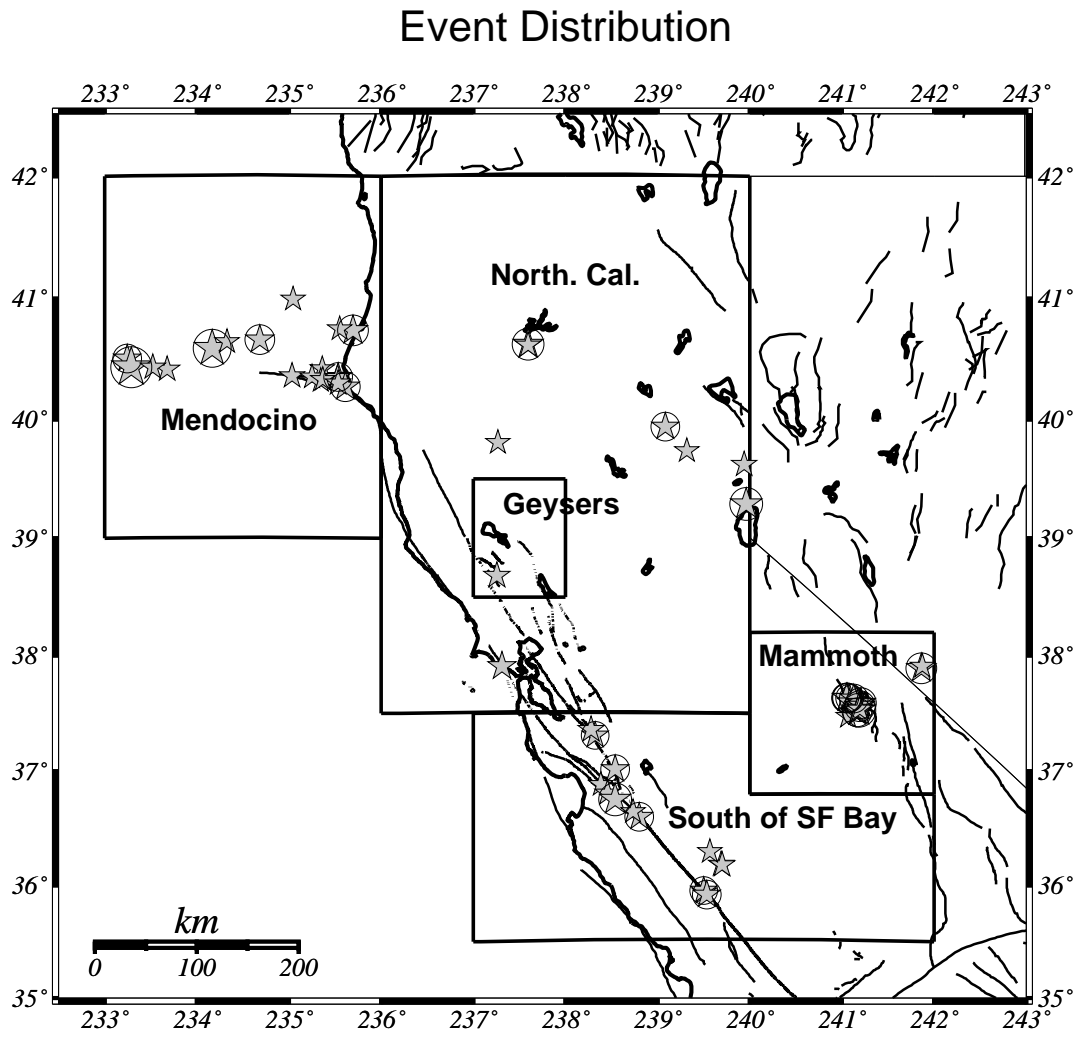 Event Distribution
233° 234° 235° 236° 237° 238° 239° 240° 241° 242° 243°
42° 42°
North. Cal.
41° 41°
Mendocino
40° 40°
Geysers
39° 39°
38° Mammoth 38°
37° 37°
South of SF Bay
36° 36°
km
0 100 200
35° 35°
233° 234° 235° 236° 237° 238° 239° 240° 241° 242° 243°